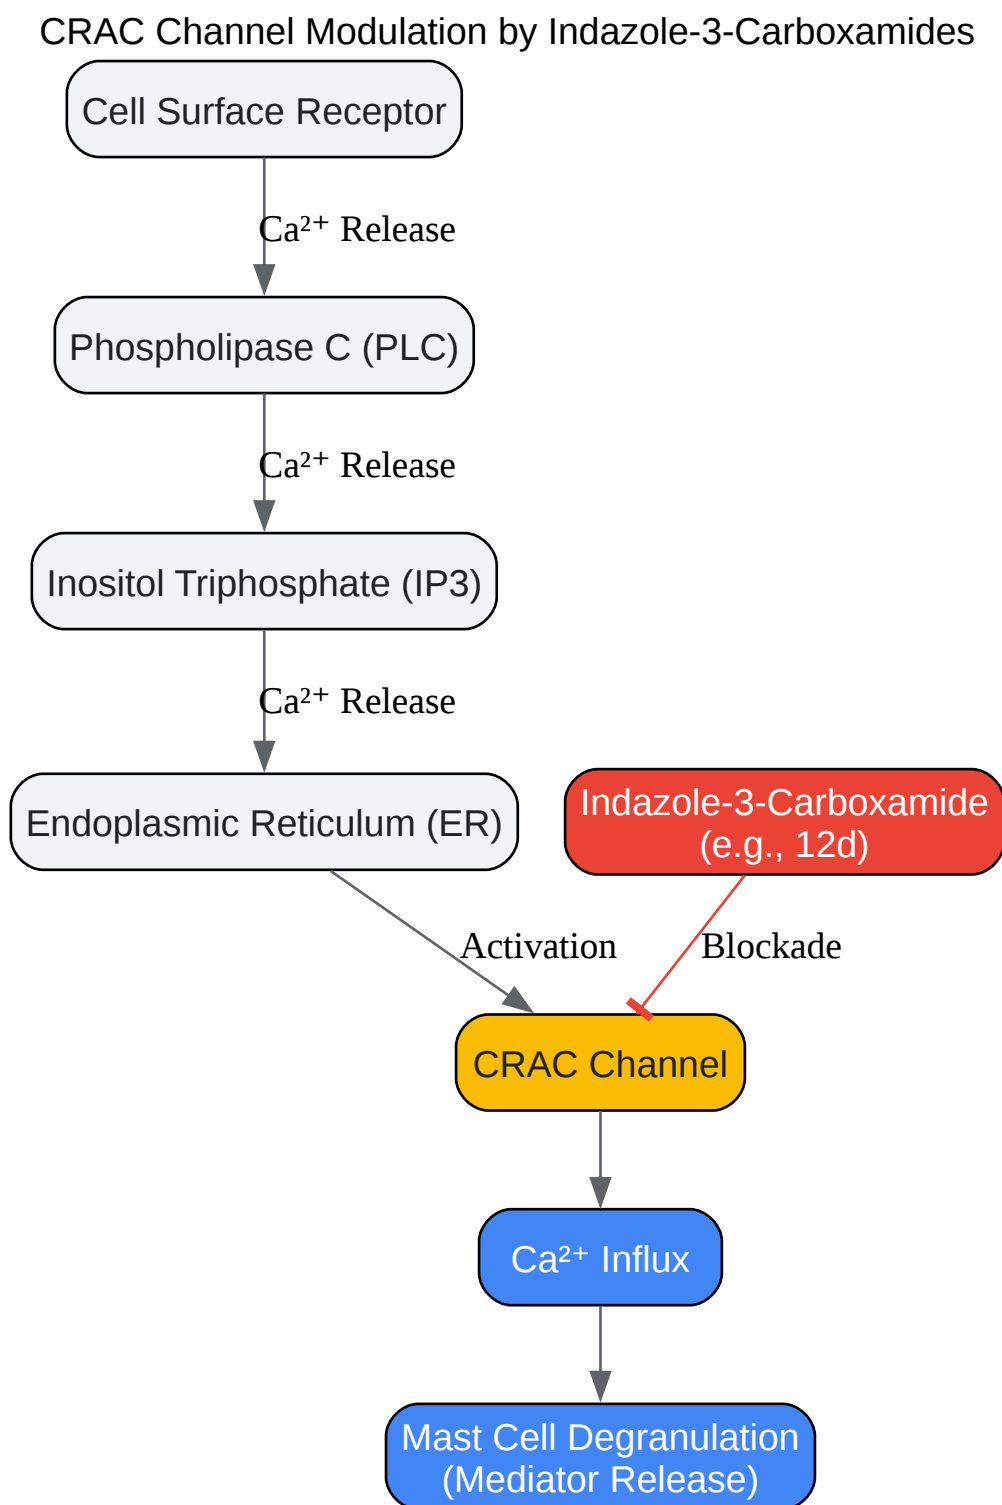 CRAC Channel Modulation by Indazole-3-Carboxamides
Cell Surface Receptor
Ca²⁺ Release
Phospholipase C (PLC)
Ca²⁺ Release
Inositol Triphosphate (IP3)
Ca²⁺ Release
Endoplasmic Reticulum (ER)
Indazole-3-Carboxamide
(e.g., 12d)
Activation
Blockade
CRAC Channel
Ca²⁺ Influx
Mast Cell Degranulation
(Mediator Release)